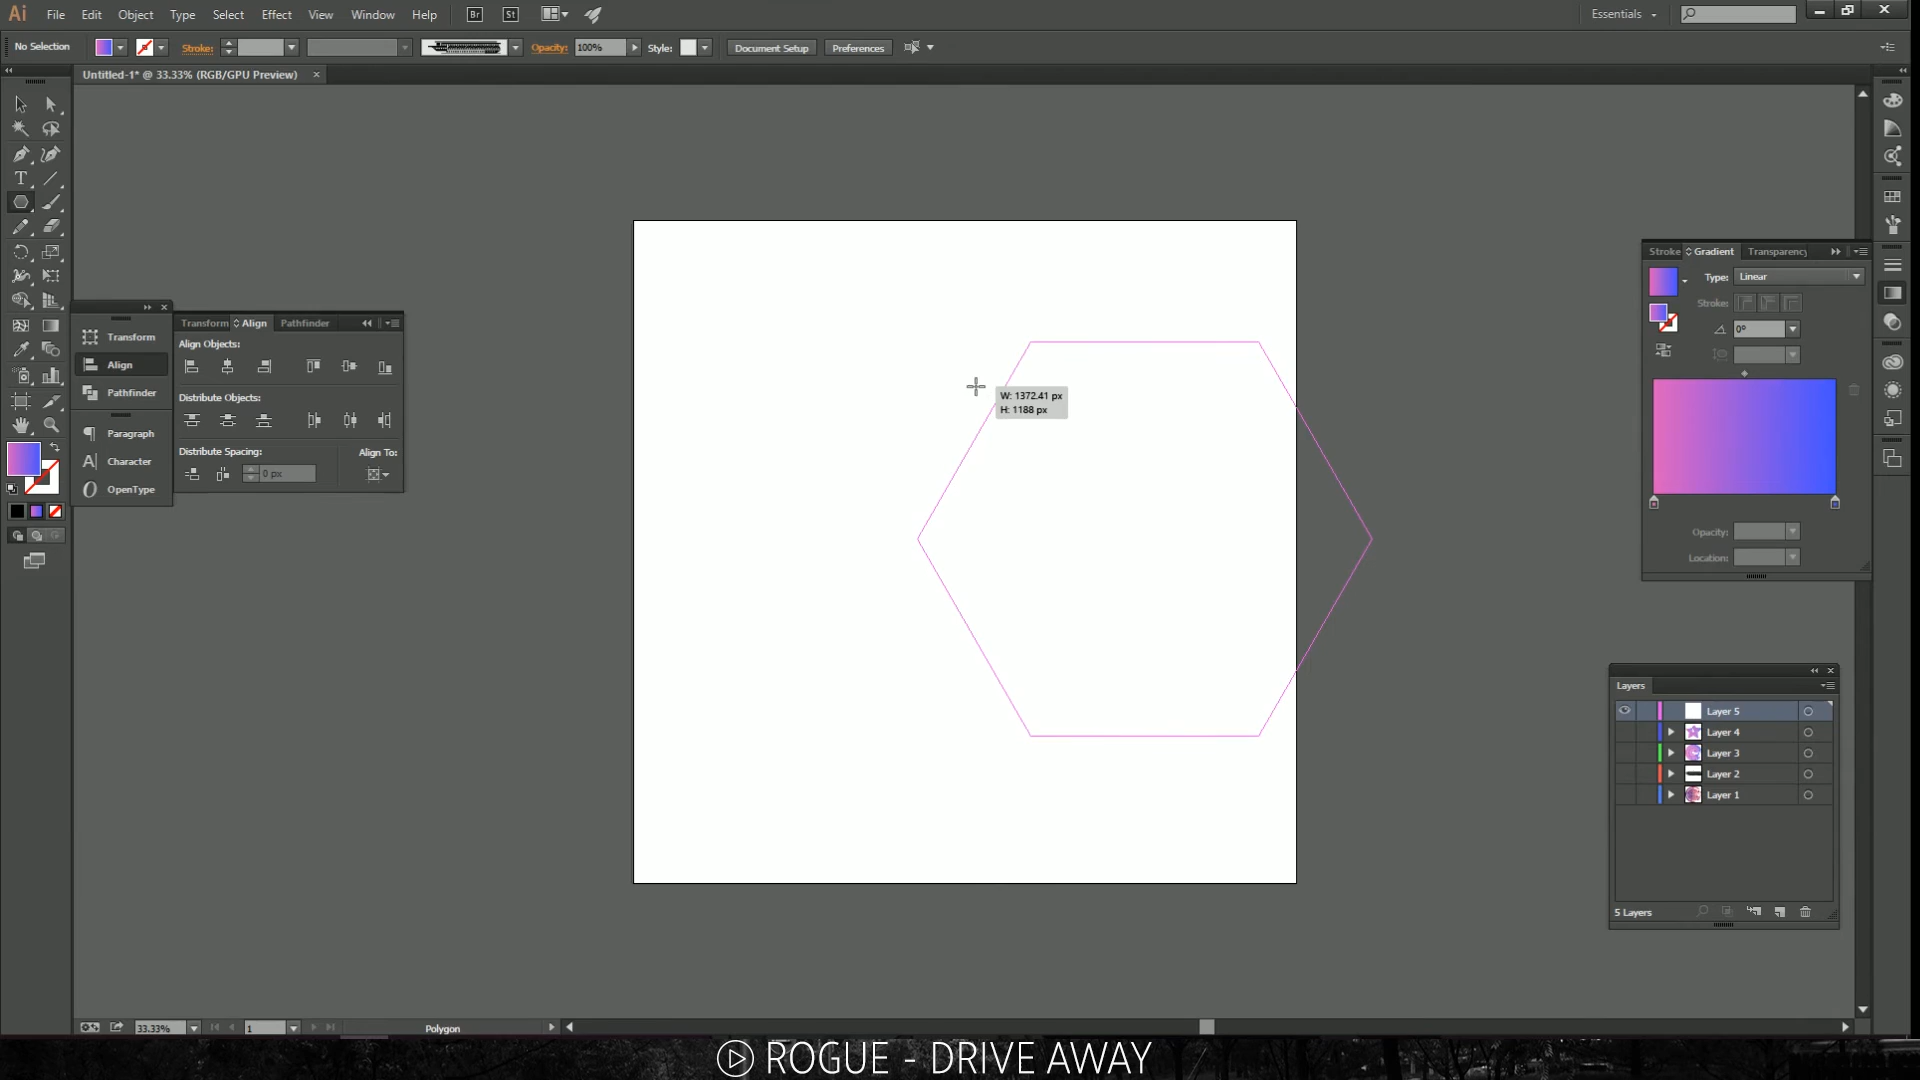 Ai File Edit Object Type Select Effect View Window Help Br St Essentials
No Selection Stroke: Opacity: 100% Style: Document Setup Preferences
Untitled-1* @ 33.33% (RGB/GPU Preview) ×
Transform
Align
Pathfinder
Paragraph
Character
OpenType
Transform Align Pathfinder
Align Objects:
Distribute Objects:
Distribute Spacing: Align To:
0 px
W: 1372.41 px
H: 1188 px
Stroke Gradient Transparency
Type: Linear
Stroke:
0°
Opacity:
Location:
Layers
Layer 5
Layer 4
Layer 3
Layer 2
Layer 1
5 Layers
33.33% 1 Polygon
ROGUE - DRIVE AWAY